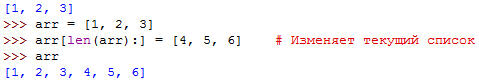 [1, 2, 3]
>>> arr = [1, 2, 3]
>>> arr[len(arr):] = [4, 5, 6]    # Изменяет текущий список
>>> arr
[1, 2, 3, 4, 5, 6]